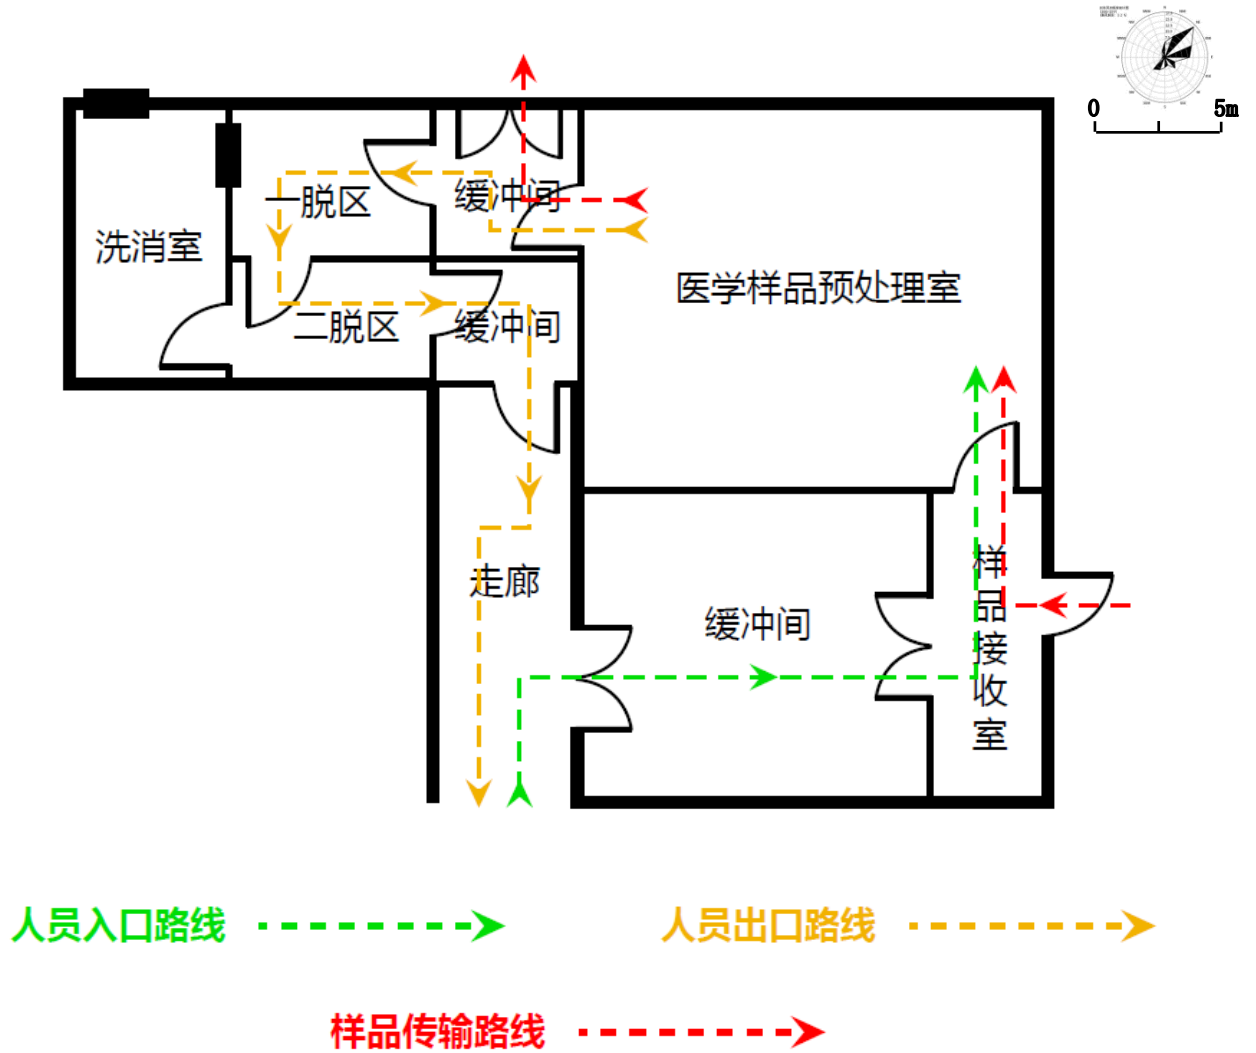 0 5m
一脱区
缓冲间
洗消室
医学样品预处理室
二脱区
缓冲间
走廊
缓冲间
样品接收室
人员入口路线
人员出口路线
样品传输路线